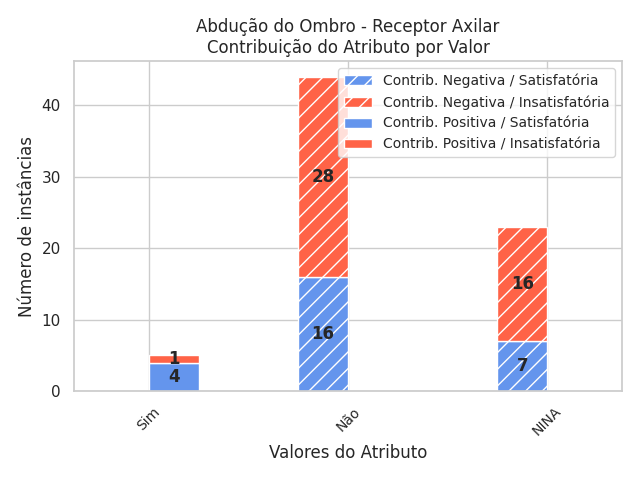 Abdução do Ombro - Receptor Axilar
Contribuição do Atributo por Valor
Contrib. Negativa / Satisfatória
Contrib. Negativa / Insatisfatória
Contrib. Positiva / Satisfatória
Contrib. Positiva / Insatisfatória
Número de instâncias
40
30
20
10
0
1
4
28
16
16
7
Sim
Não
NINA
Valores do Atributo